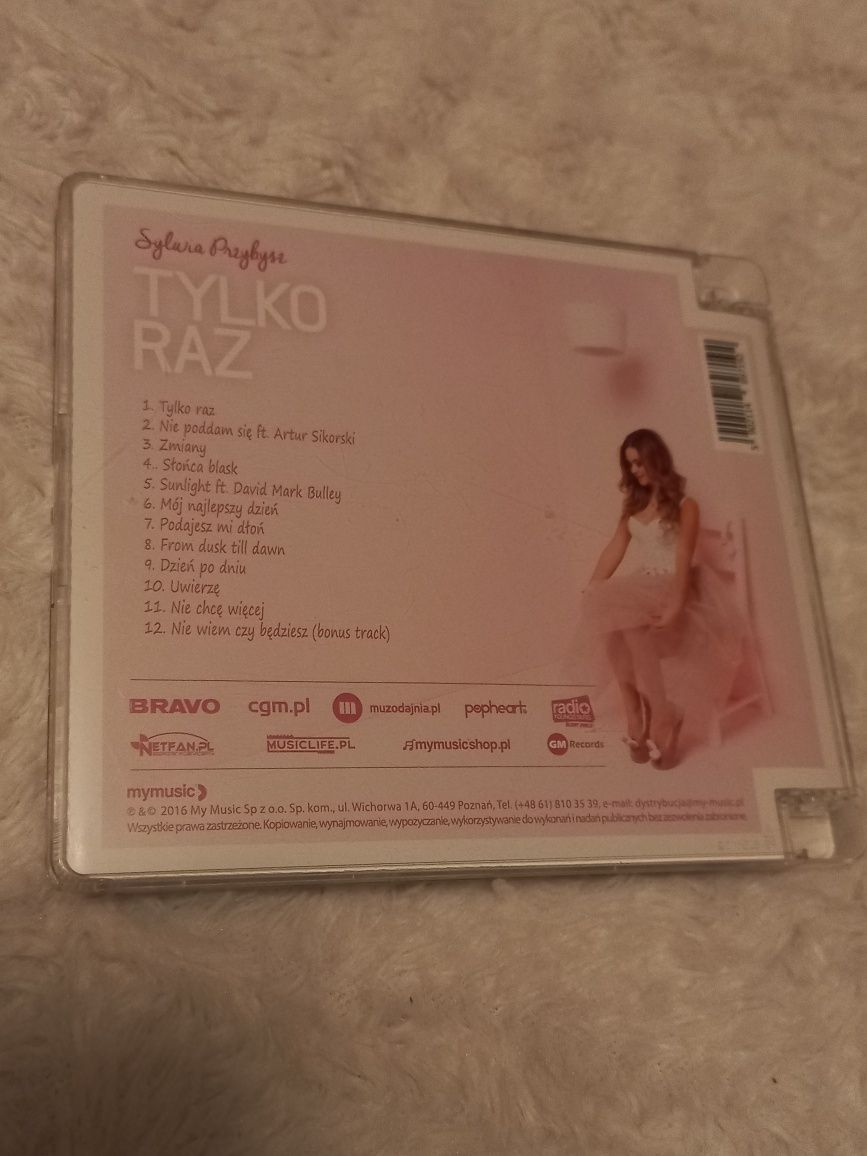 Sylwia Przybysz
TYLKO
RAZ
1. Tylko raz
2. Nie poddam się ft. Artur Sikorski
3. Zmiany
4.. Słońca blask
5. Sunlight ft. David Mark Bulley
6. Mój najlepszy dzień
7. Podajesz mi dłoń
8. From dusk till dawn
9. Dzień po dniu
10. Uwierzę
11. Nie chcę więcej
12. Nie wiem czy będziesz (bonus track)
BRAVO cgm.pl m muzodajnia.pl popheart radio
NETFAN.PL MUSICLIFE.PL mymusicshop.pl GM Records
mymusic
℗ & © 2016 My Music Sp z o.o. Sp. kom., ul. Wichorwa 1A, 60-449 Poznań, Tel. (+48 61) 810 35 39, e-mail: dystrybucja@my-music.pl
Wszystkie prawa zastrzeżone. Kopiowanie, wynajmowanie, wypożyczanie, wykorzystywanie do wykonań i nadań publicznych bez zezwolenia zabronione.